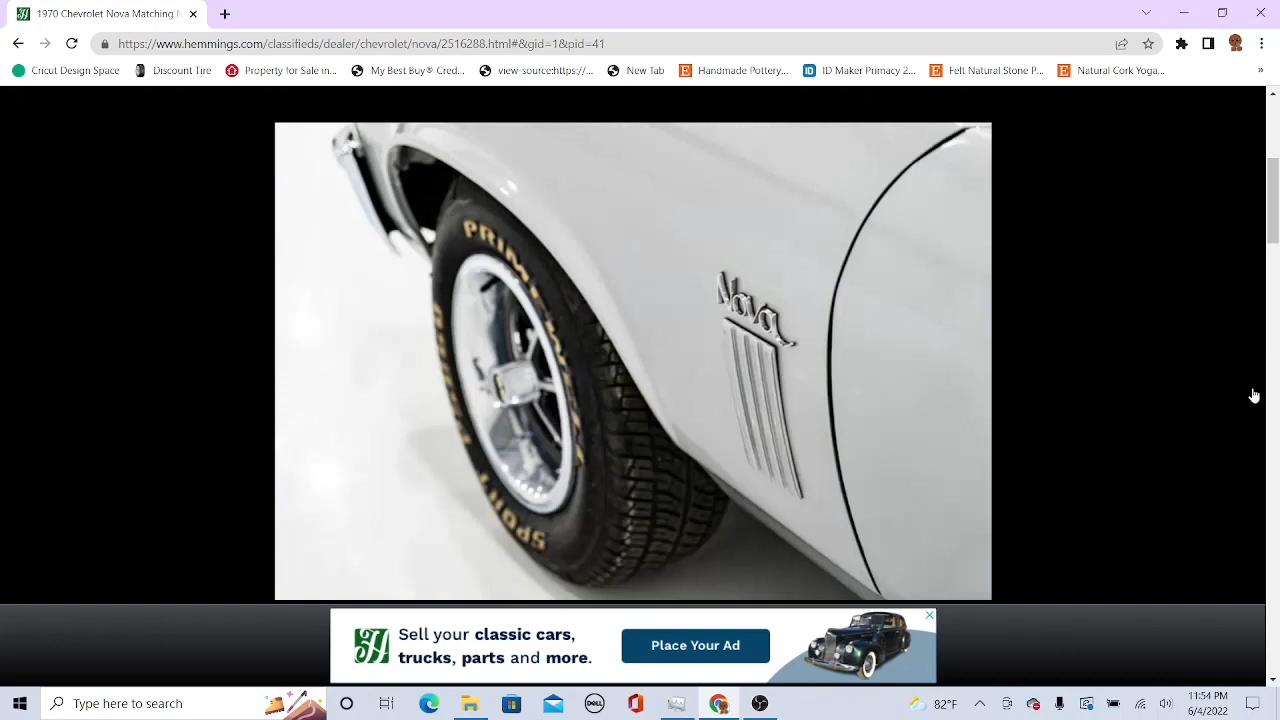 1970 Chevrolet Nova Matching
https://www.hemmings.com/classifieds/dealer/chevrolet/nova/2516288.html#&gid=1&pid=41
Cricut Design Space
Discount Tire
Property for Sale in...
My Best Buy® Cred...
view-source:https://...
New Tab
Handmade Pottery...
ID Maker Primacy 2...
Felt Natural Stone P...
Natural Cork Yoga...
»
Nova
SPORT
Sell your classic cars,
trucks, parts and more.
Place Your Ad
Type here to search
DELL
82°F
11:54 PM
6/4/2022